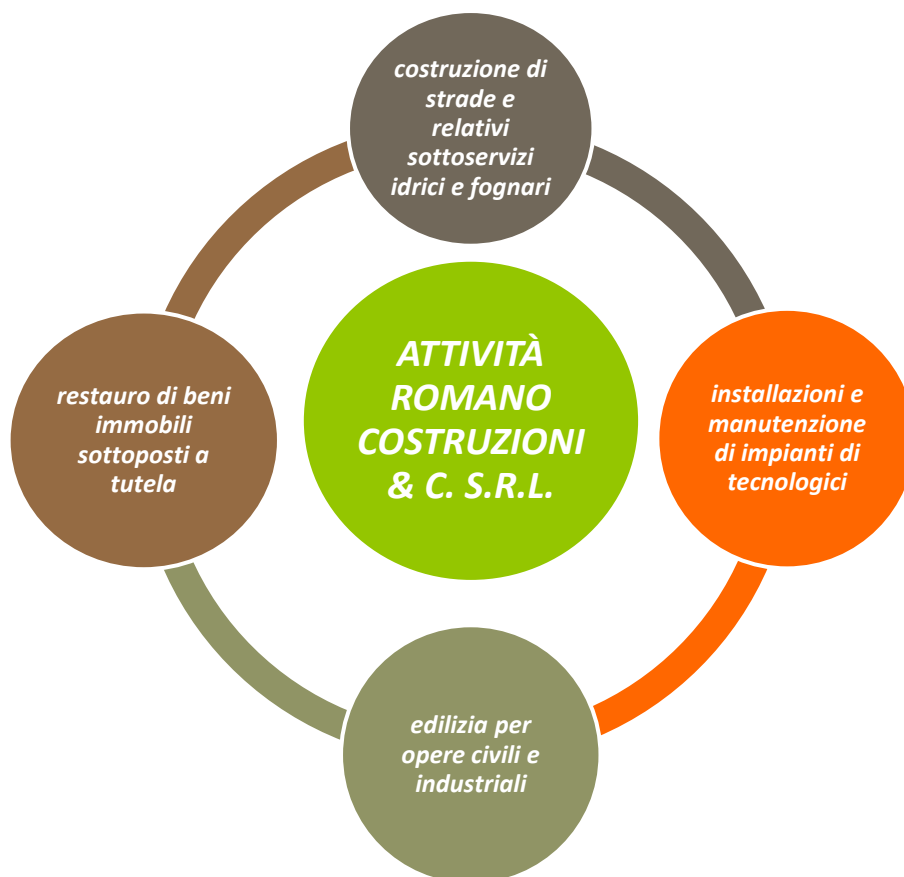 costruzione di
strade e
relativi
sottoservizi
idrici e fognari
ATTIVITÀ
ROMANO
COSTRUZIONI
& C. S.R.L.
restauro di beni
immobili
sottoposti a
tutela
installazioni e
manutenzione
di impianti di
tecnologici
edilizia per
opere civili e
industriali